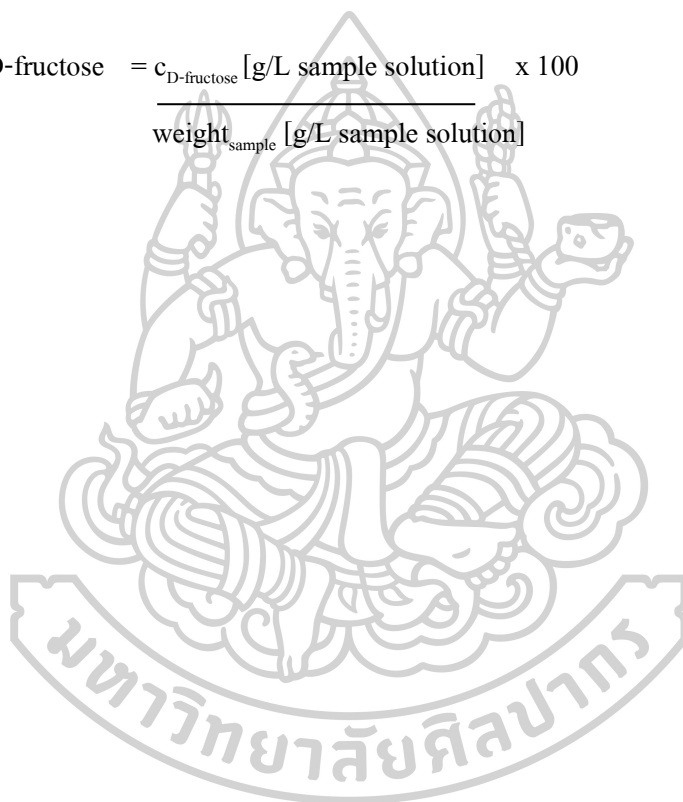 -fructose = c_D-fructose [g/L sample solution] x 100
weight_sample [g/L sample solution]
มหาวิทยาลัยศิลปากร